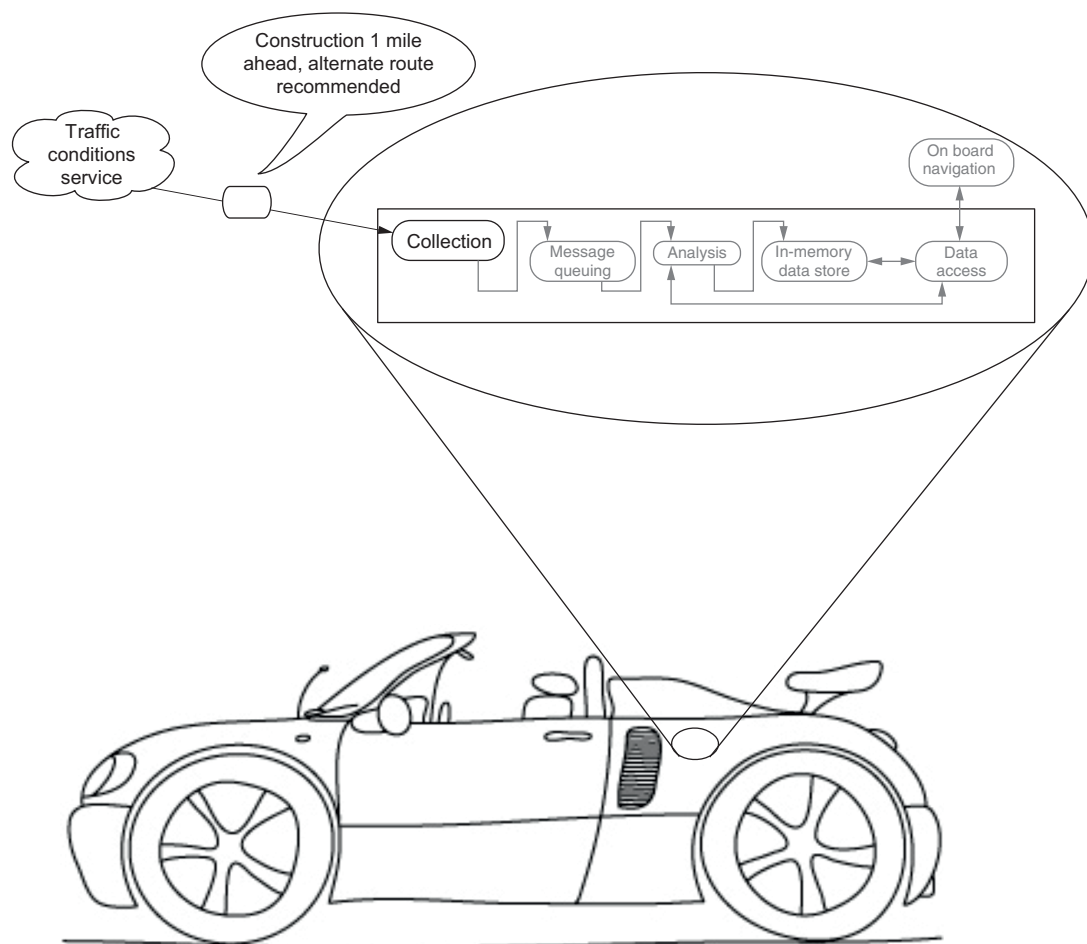 Construction 1 mile
ahead, alternate route
recommended
Traffic
conditions
service
On board
navigation
Collection
Message
queuing
Analysis
In-memory
data store
Data
access